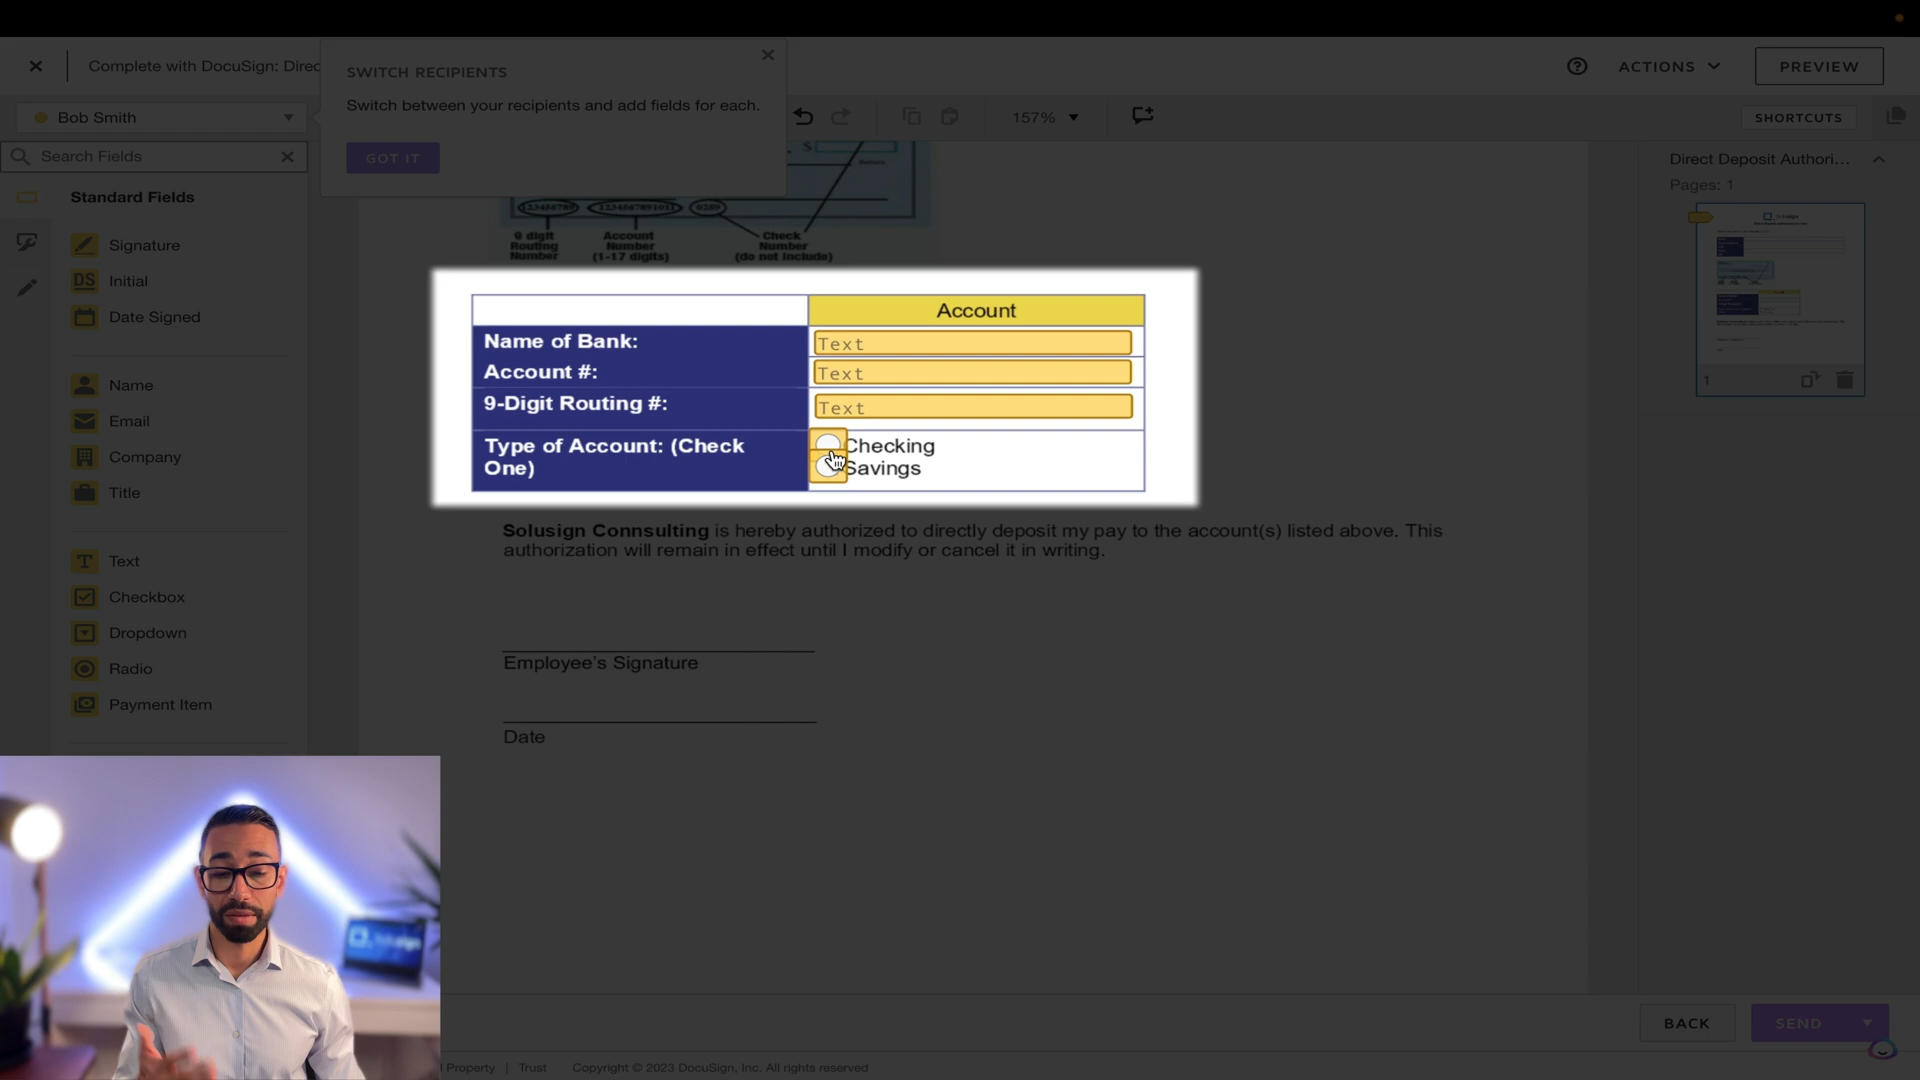 Complete with DocuSign: Direc
SWITCH RECIPIENTS
Switch between your recipients and add fields for each.
GOT IT
ACTIONS
PREVIEW
Bob Smith
157%
SHORTCUTS
Search Fields
Standard Fields
Signature
DS Initial
Date Signed
Name
Email
Company
Title
Text
Checkbox
Dropdown
Radio
Payment Item
$
123456789 1234567891011 0289
9 digit Routing Number
Account Number (1-17 digits)
Check Number (do not include)
Account
Name of Bank: Text
Account #: Text
9-Digit Routing #: Text
Type of Account: (Check One)
Checking
Savings
Solusign Connsulting is hereby authorized to directly deposit my pay to the account(s) listed above. This
authorization will remain in effect until I modify or cancel it in writing.
Employee's Signature
Date
Direct Deposit Authori...
Pages: 1
1
BACK
SEND
Property | Trust Copyright © 2023 DocuSign, Inc. All rights reserved